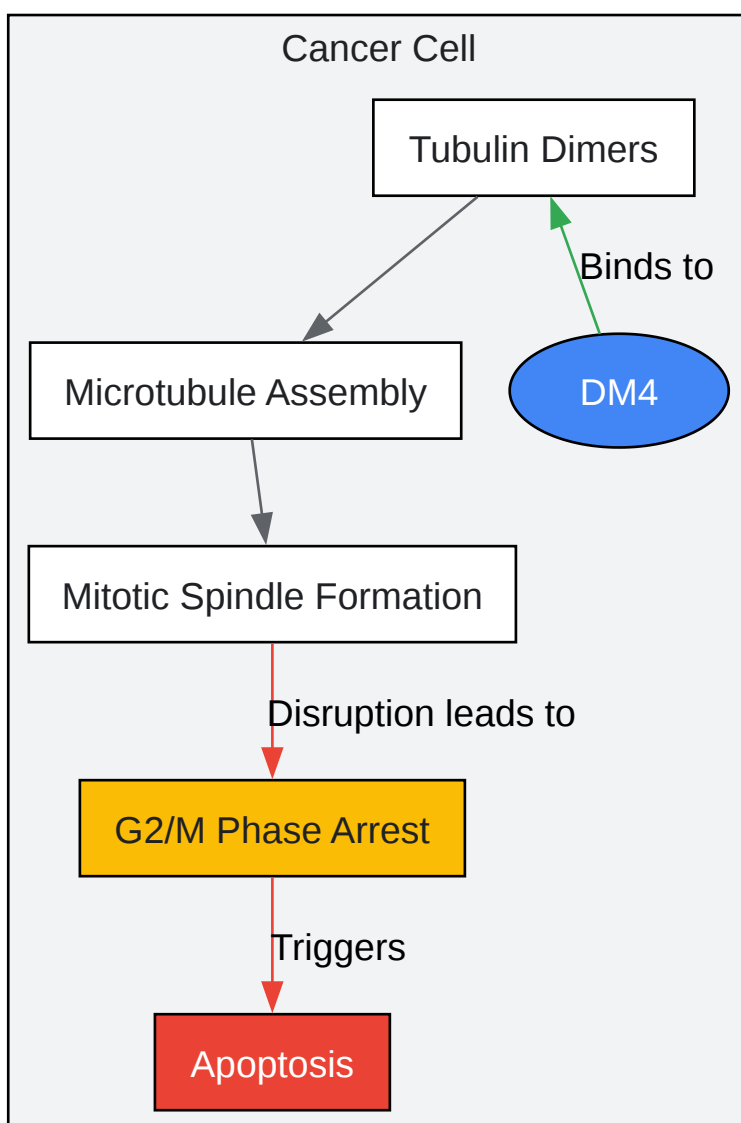 Cancer Cell
Tubulin Dimers
Binds to
Microtubule Assembly
DM4
Mitotic Spindle Formation
Disruption leads to
G2/M Phase Arrest
Triggers
Apoptosis